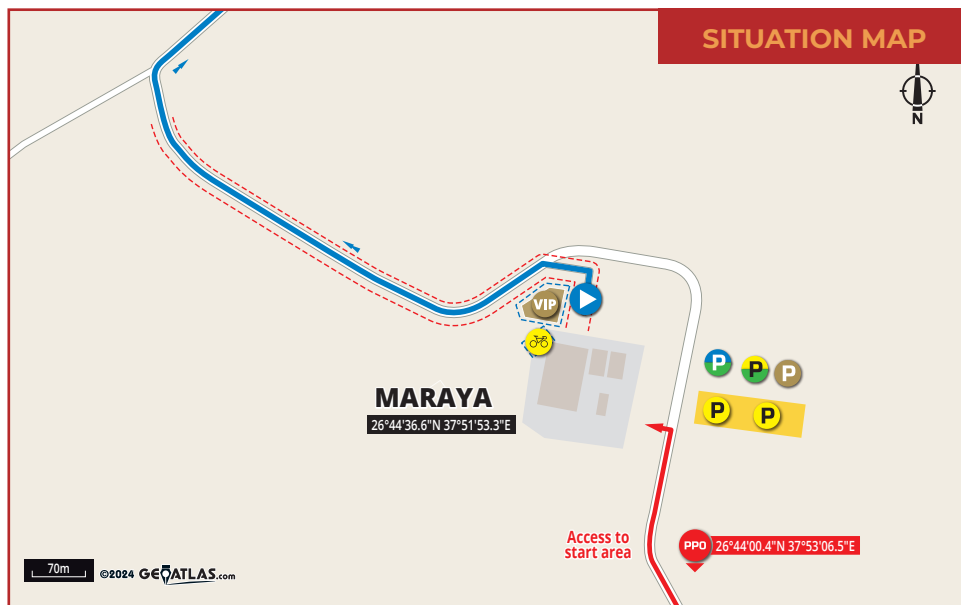 SITUATION MAP
N
VIP
MARAYA
26°44'36.6"N 37°51'53.3"E
P
P
P
P
P
Access to
start area
PPO
26°44'00.4"N 37°53'06.5"E
70m
©2024 GEOATLAS.com